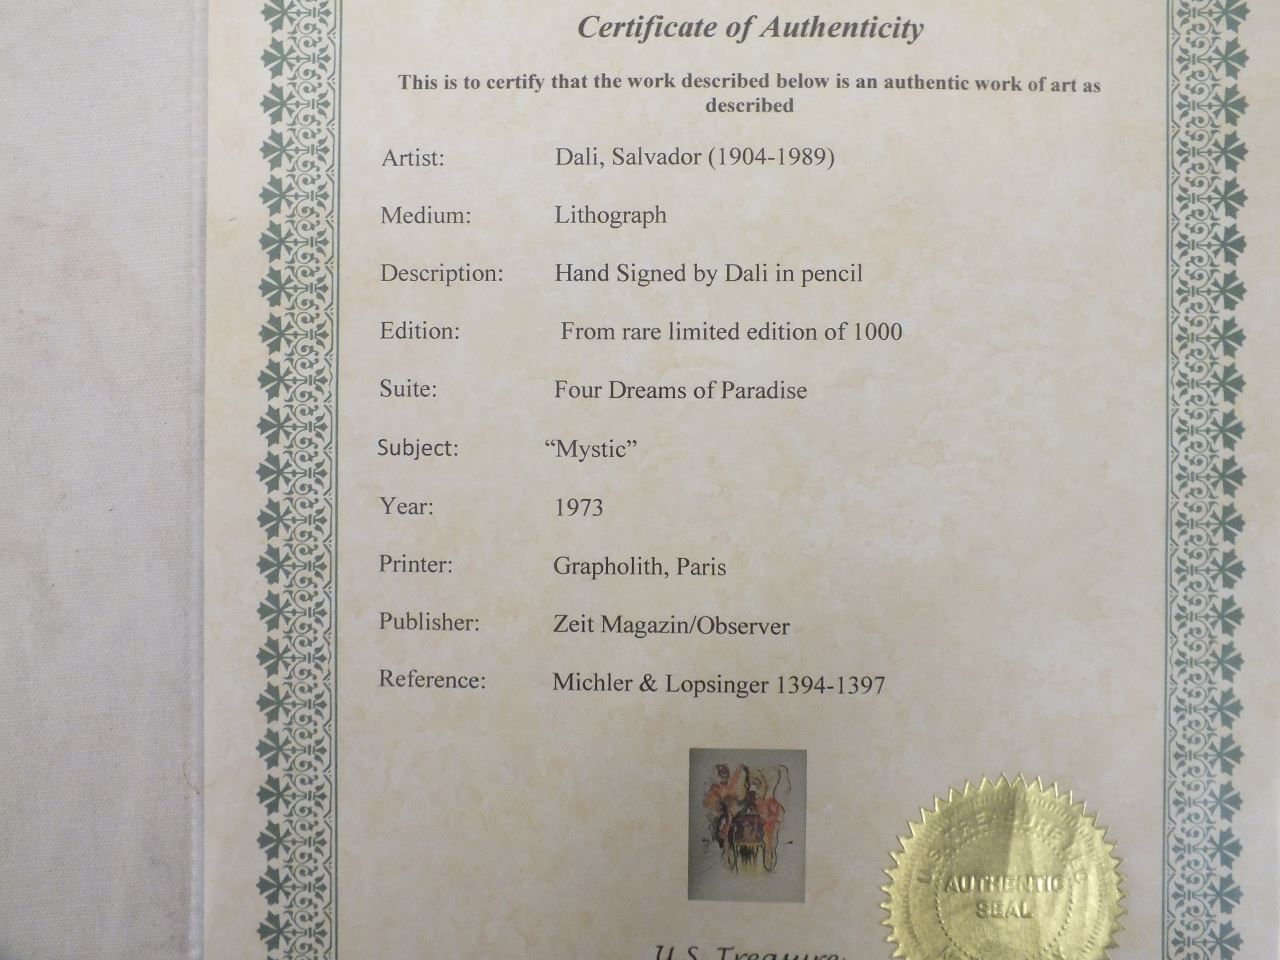 Certificate of Authenticity
This is to certify that the work described below is an authentic work of art as
described
Artist: Dali, Salvador (1904-1989)
Medium: Lithograph
Description: Hand Signed by Dali in pencil
Edition: From rare limited edition of 1000
Suite: Four Dreams of Paradise
Subject: “Mystic”
Year: 1973
Printer: Grapholith, Paris
Publisher: Zeit Magazin/Observer
Reference: Michler & Lopsinger 1394-1397
AUTHENTIC
SEAL
U.S. Treasure